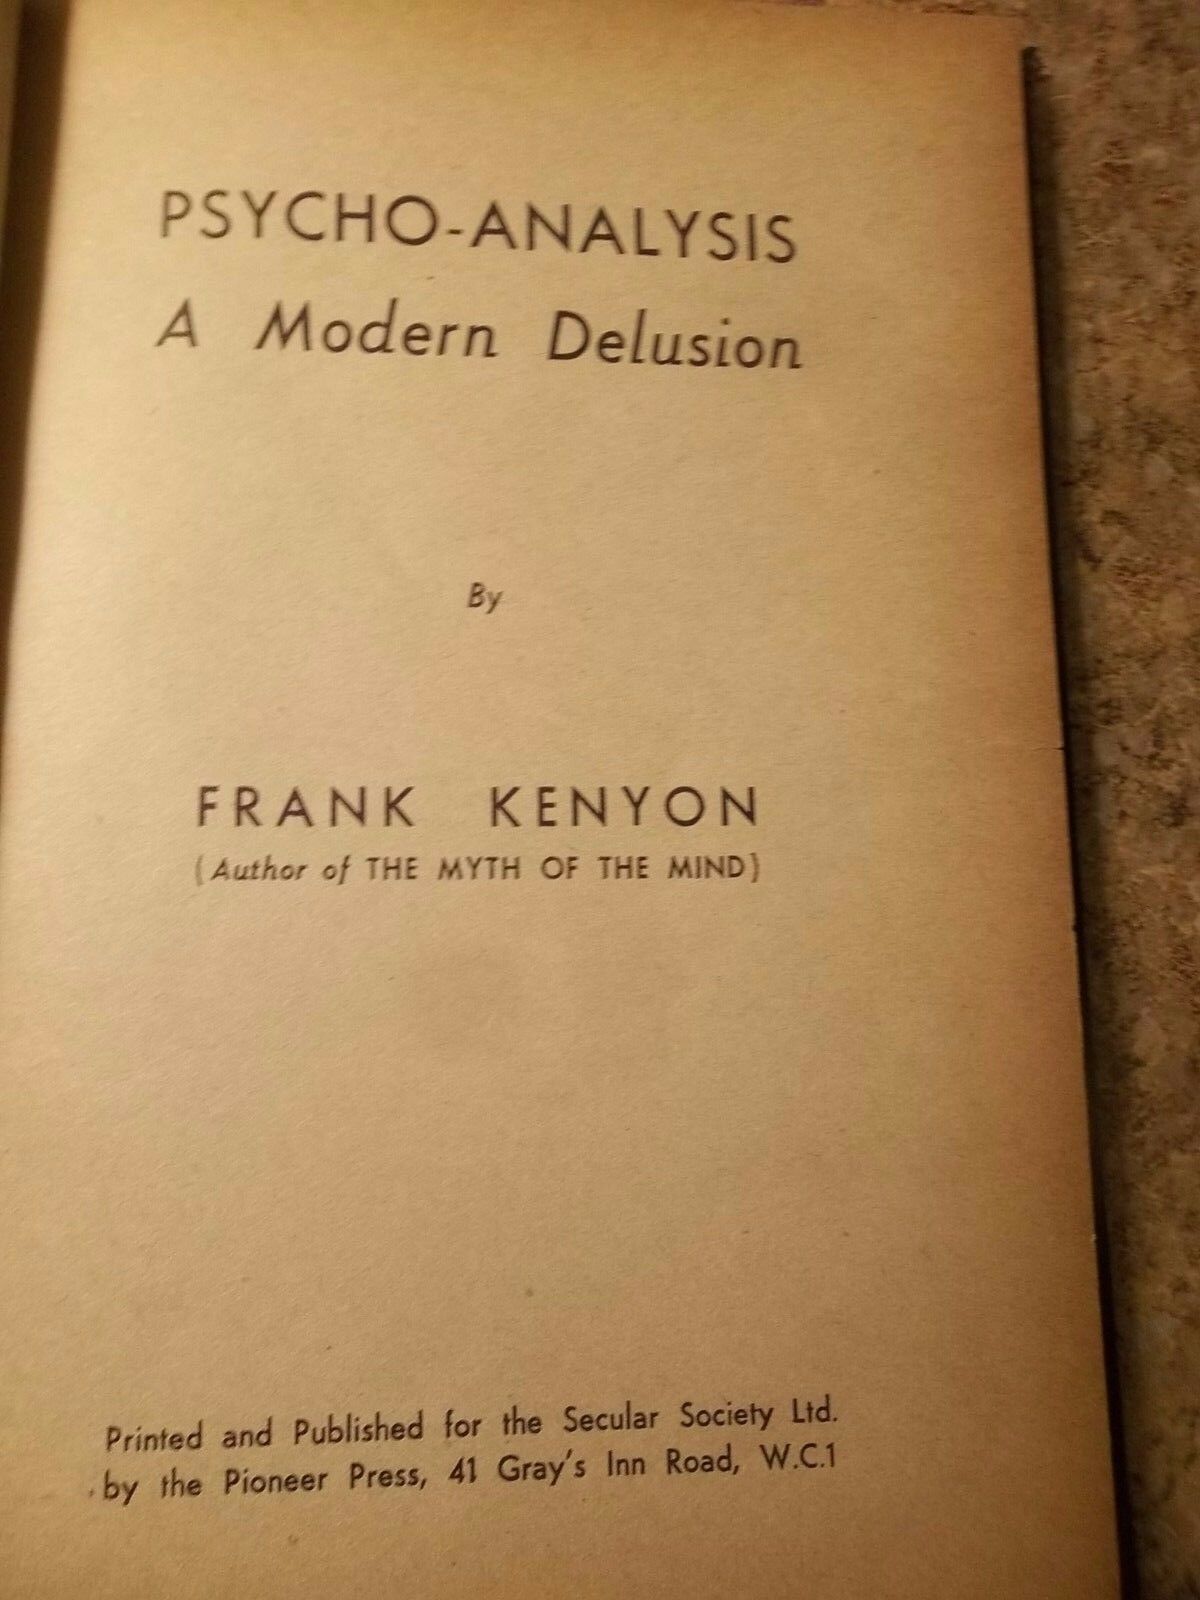 PSYCHO-ANALYSIS
A Modern Delusion
By
FRANK KENYON
(Author of THE MYTH OF THE MIND)
Printed and Published for the Secular Society Ltd.
by the Pioneer Press, 41 Gray's Inn Road, W.C.1